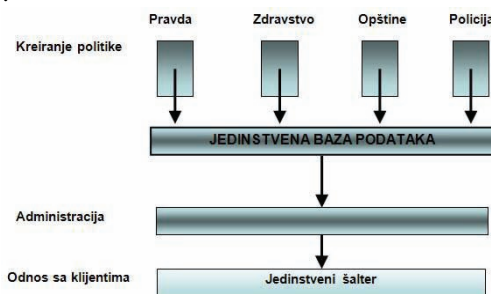 Pravda Zdravstvo Opštine Policija
Kreiranje politike
JEDINSTVENA BAZA PODATAKA
Administracija
Odnos sa klijentima Jedinstveni šalter